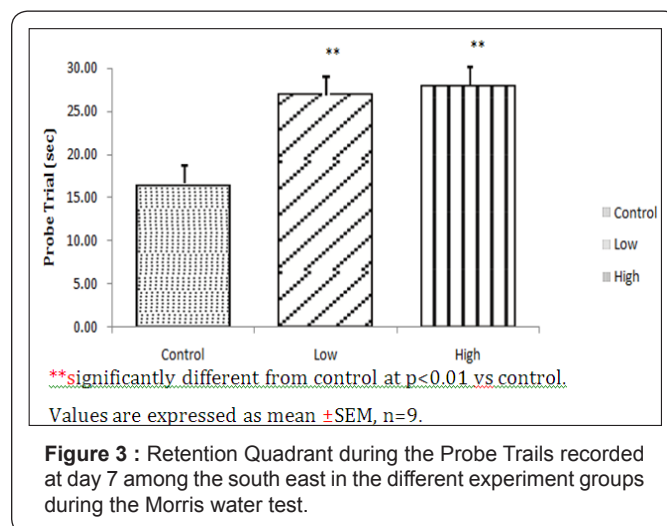 **
**
30.00
25.00
20.00
15.00
10.00
5.00
0.00
Probe Trial (sec)
Control
Low
High
Control
Low
High
**significantly different from control at p<0.01 vs control.
Values are expressed as mean ±SEM, n=9.
Figure 3 : Retention Quadrant during the Probe Trails recorded
at day 7 among the south east in the different experiment groups
during the Morris water test.